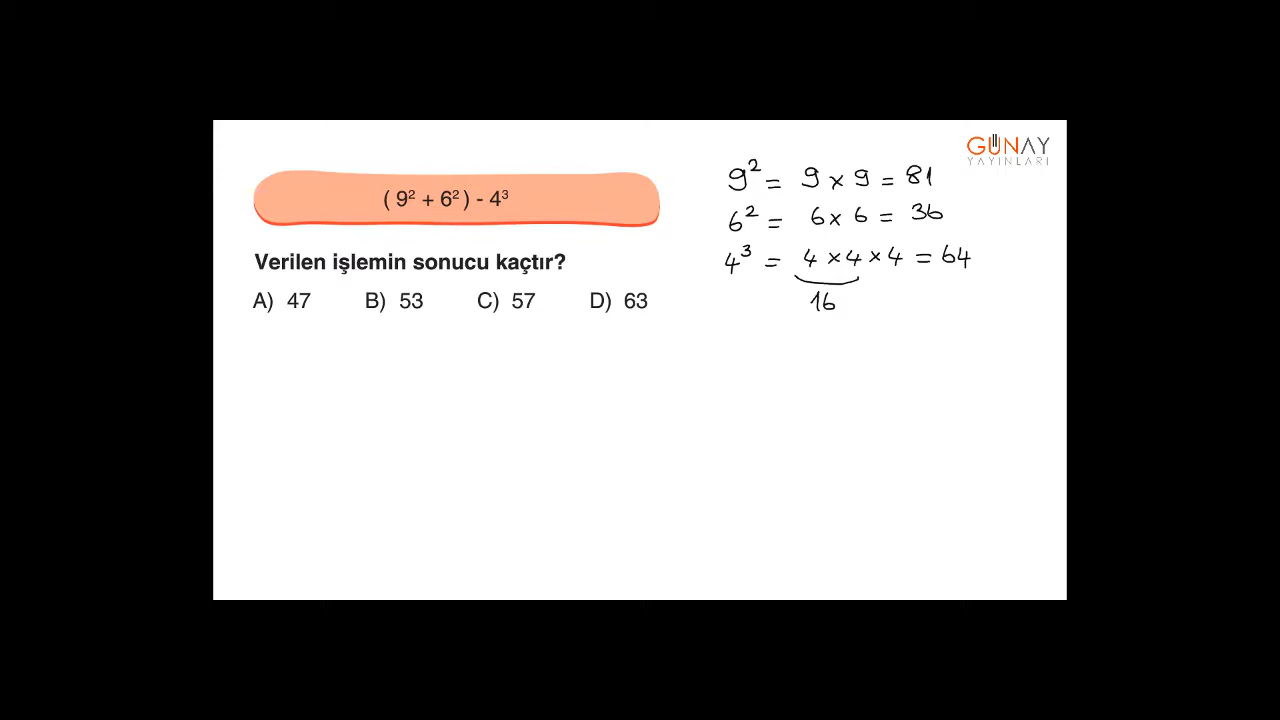 GÜNAY
YAYINLARI
( 9² + 6² ) - 4³
Verilen işlemin sonucu kaçtır?
A) 47 B) 53 C) 57 D) 63
9² = 9 × 9 = 81
6² = 6 × 6 = 36
4³ = 4 × 4 × 4 = 64
16